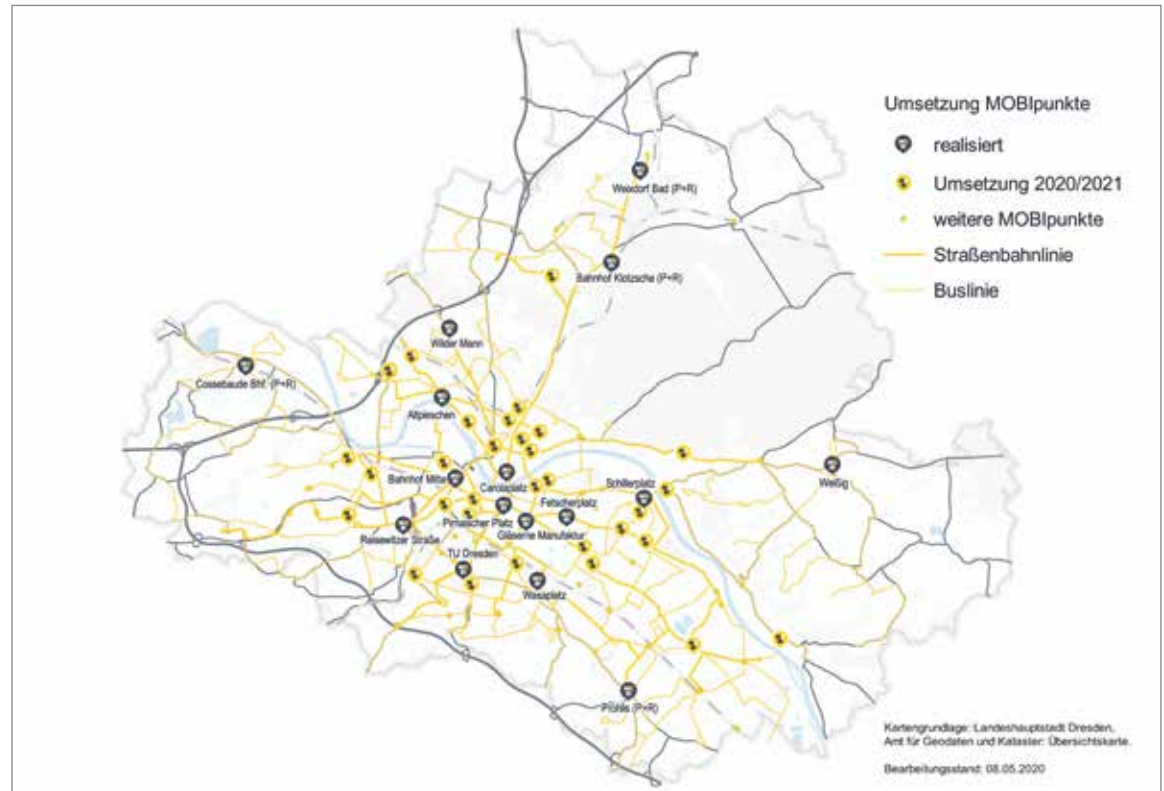 Umsetzung MOBIpunkte
realisiert
Umsetzung 2020/2021
weitere MOBIpunkte
Straßenbahnlinie
Buslinie
Weixdorf Bad (P+R)
Bahnhof Klotzsche (P+R)
Wilder Mann
Cossebaude Bhf. (P+R)
Altpieschen
Bahnhof Mitte
Carolaplatz
Schillerplatz
Weißig
Fetscherplatz
Pirnaischer Platz
Gläserne Manufaktur
Reisewitzer Straße
TU Dresden
Wasaplatz
Prohlis (P+R)
Kartengrundlage: Landeshauptstadt Dresden,
Amt für Geodaten und Kataster: Übersichtskarte.
Bearbeitungsstand: 08.05.2020